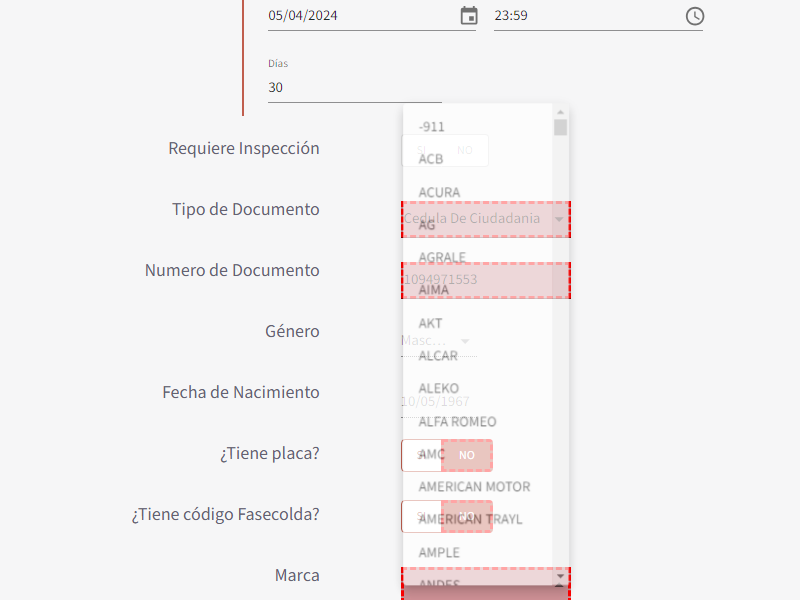 05/04/2024 23:59
Días
30
-911
Requiere Inspección SI NO
ACB
ACURA
Tipo de Documento Cedula De Ciudadania
AG
AGRALE
Numero de Documento 1094971553
AIMA
AKT
Género Masc...
ALCAR
ALEKO
Fecha de Nacimiento 10/05/1967
ALFA ROMEO
¿Tiene placa? NO
AMC
AMERICAN MOTOR
¿Tiene código Fasecolda? NO
AMERICAN TRAYL
AMPLE
Marca
ANDES